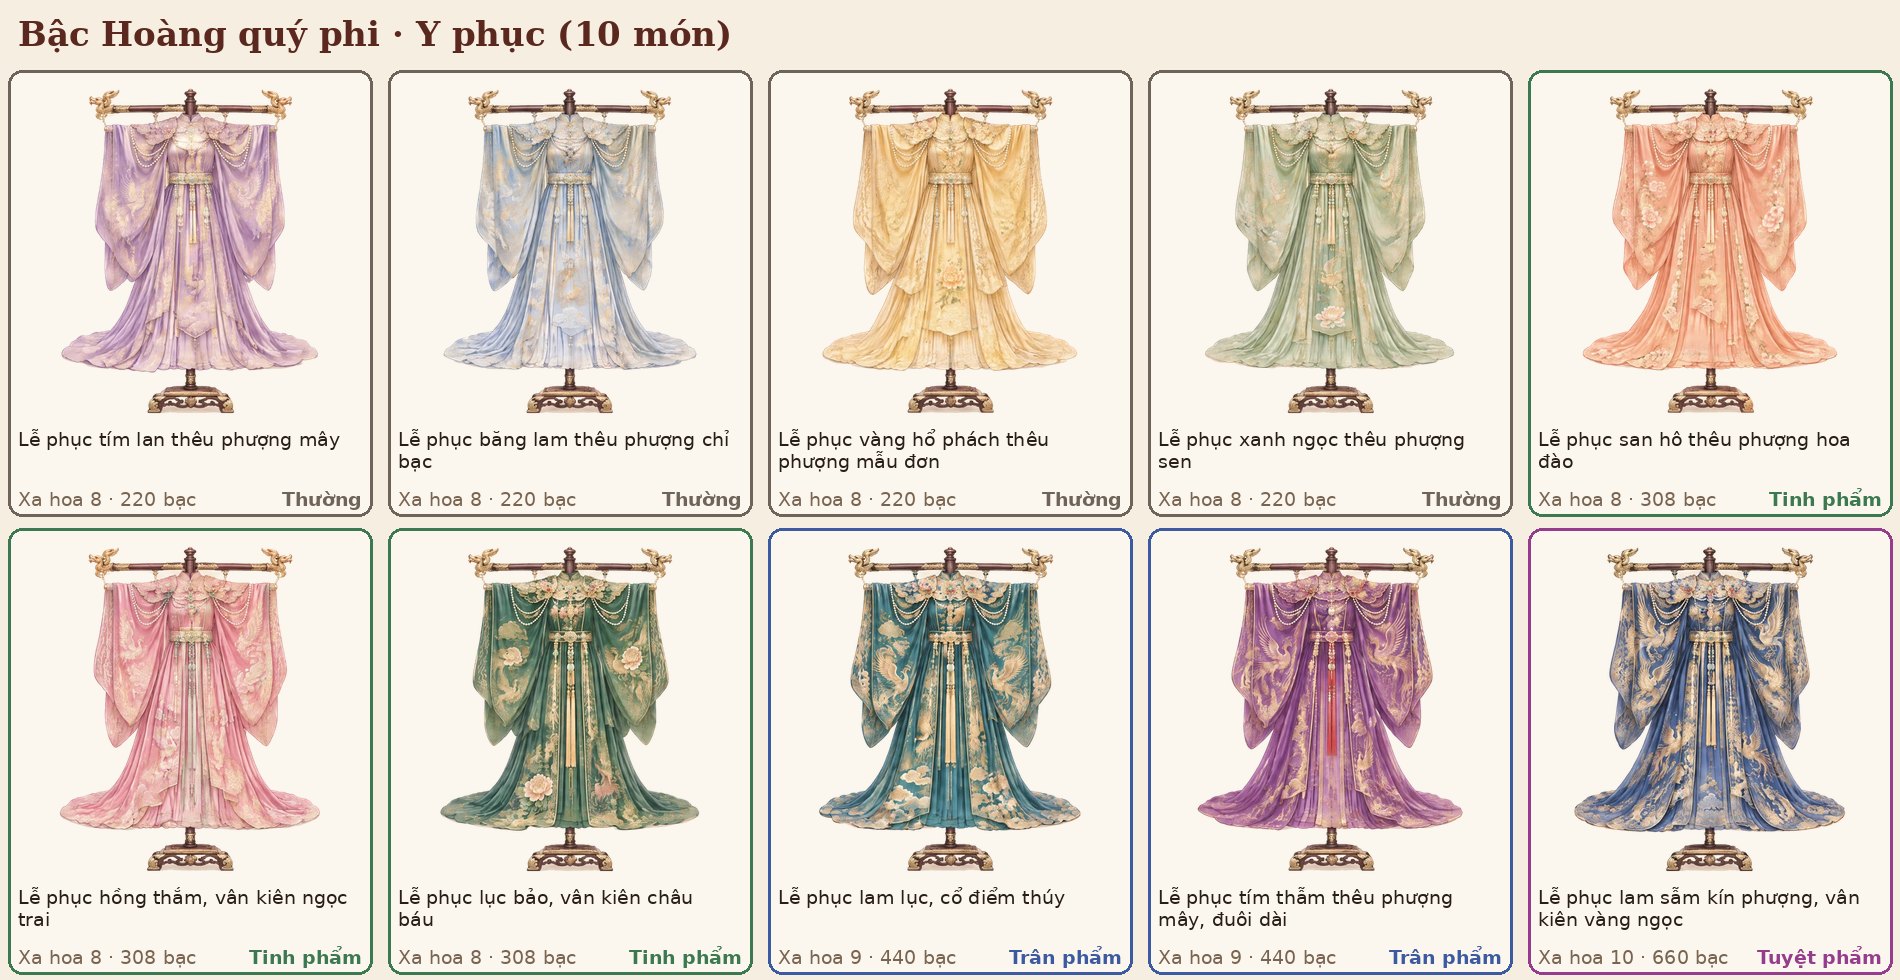 Bậc Hoàng quý phi · Y phục (10 món)
Lễ phục tím lan thêu phượng mây
Xa hoa 8 · 220 bạc
Thường
Lễ phục băng lam thêu phượng chỉ
bạc
Xa hoa 8 · 220 bạc
Thường
Lễ phục vàng hổ phách thêu
phượng mẫu đơn
Xa hoa 8 · 220 bạc
Thường
Lễ phục xanh ngọc thêu phượng
sen
Xa hoa 8 · 220 bạc
Thường
Lễ phục san hô thêu phượng hoa
đào
Xa hoa 8 · 308 bạc
Tinh phẩm
Lễ phục hồng thắm, vân kiên ngọc
trai
Xa hoa 8 · 308 bạc
Tinh phẩm
Lễ phục lục bảo, vân kiên châu
báu
Xa hoa 8 · 308 bạc
Tinh phẩm
Lễ phục lam lục, cổ điểm thúy
Xa hoa 9 · 440 bạc
Trân phẩm
Lễ phục tím thẫm thêu phượng
mây, đuôi dài
Xa hoa 9 · 440 bạc
Trân phẩm
Lễ phục lam sẫm kín phượng, vân
kiên vàng ngọc
Xa hoa 10 · 660 bạc
Tuyệt phẩm